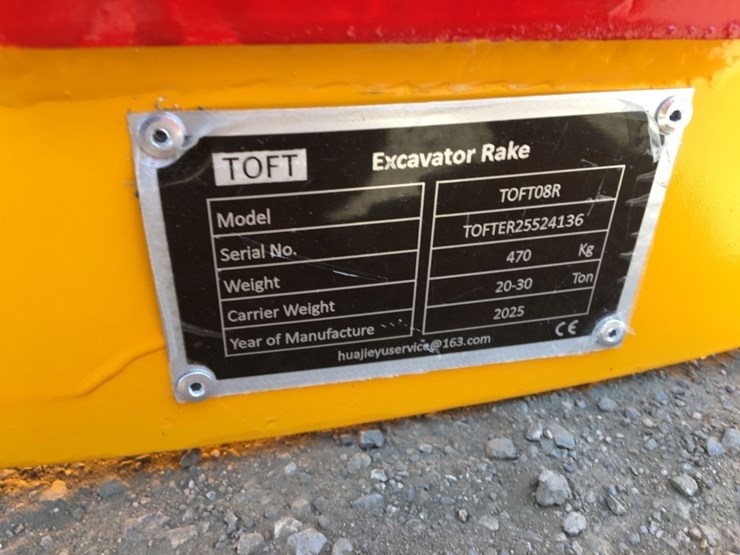 TOFT Excavator Rake
Model TOFT08R
Serial No. TOFTER25524136
Weight 470 Kg
Carrier Weight 20-30 Ton
Year of Manufacture 2025
huajieyuservice@163.com CE